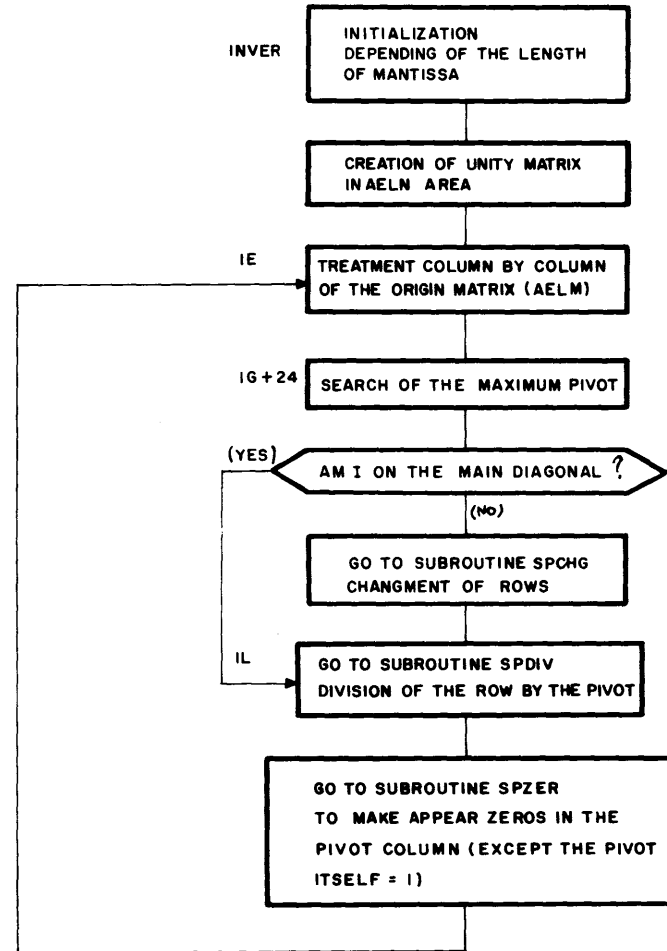 INVER
INITIALIZATION
DEPENDING OF THE LENGTH
OF MANTISSA
CREATION OF UNITY MATRIX
IN AELN AREA
IE
TREATMENT COLUMN BY COLUMN
OF THE ORIGIN MATRIX (AELM)
IG+24
SEARCH OF THE MAXIMUM PIVOT
(YES)
AM I ON THE MAIN DIAGONAL ?
(NO)
GO TO SUBROUTINE SPCHG
CHANGMENT OF ROWS
IL
GO TO SUBROUTINE SPDIV
DIVISION OF THE ROW BY THE PIVOT
GO TO SUBROUTINE SPZER
TO MAKE APPEAR ZEROS IN THE
PIVOT COLUMN (EXCEPT THE PIVOT
ITSELF = 1)